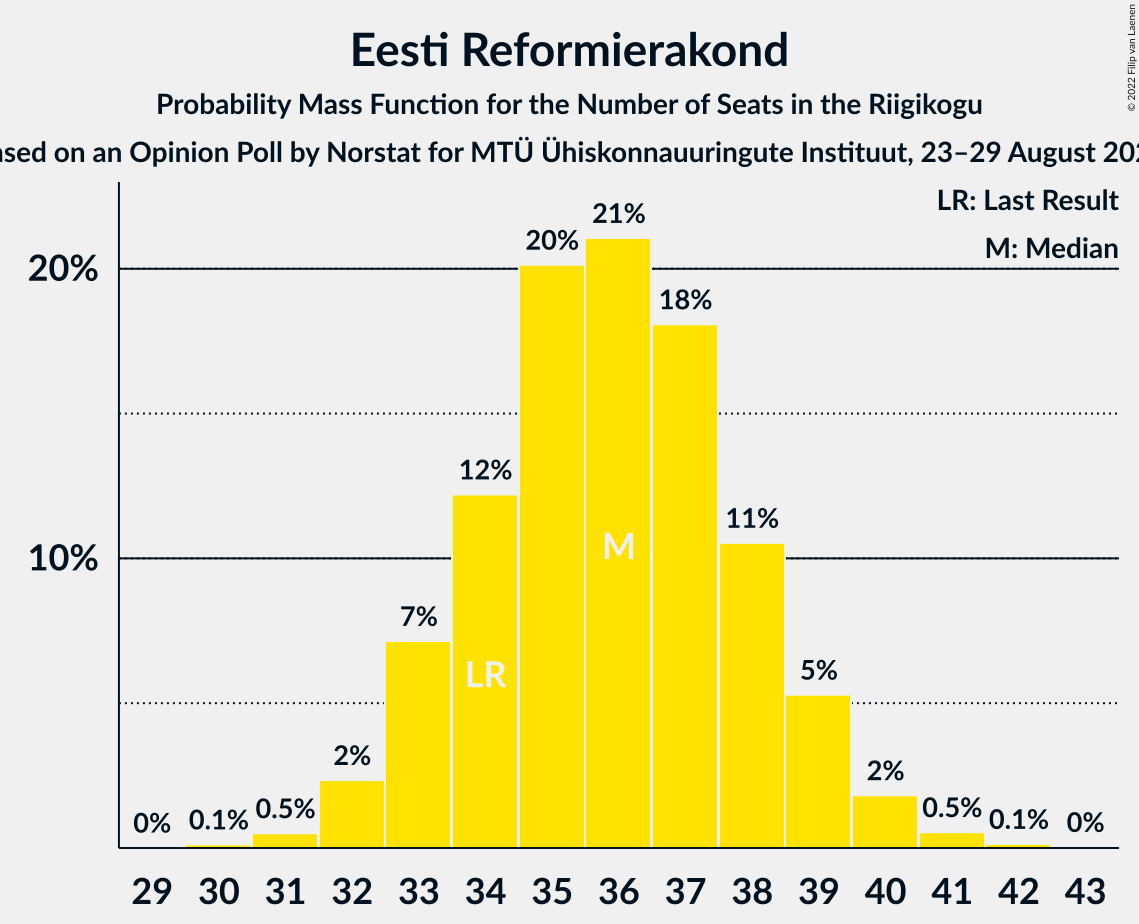 Eesti Reformierakond
Probability Mass Function for the Number of Seats in the Riigikogu
on an Opinion Poll by Norstat for MTÜ Ühiskonnauuringute Instituut, 23–29 August
© 2022 Filip van Laenen
LR: Last Result
M: Median
20%
10%
0% 0.1% 0.5% 2% 7% 12% 20% 21% 18% 11% 5% 2% 0.5% 0.1% 0%
LR
M
29 30 31 32 33 34 35 36 37 38 39 40 41 42 43